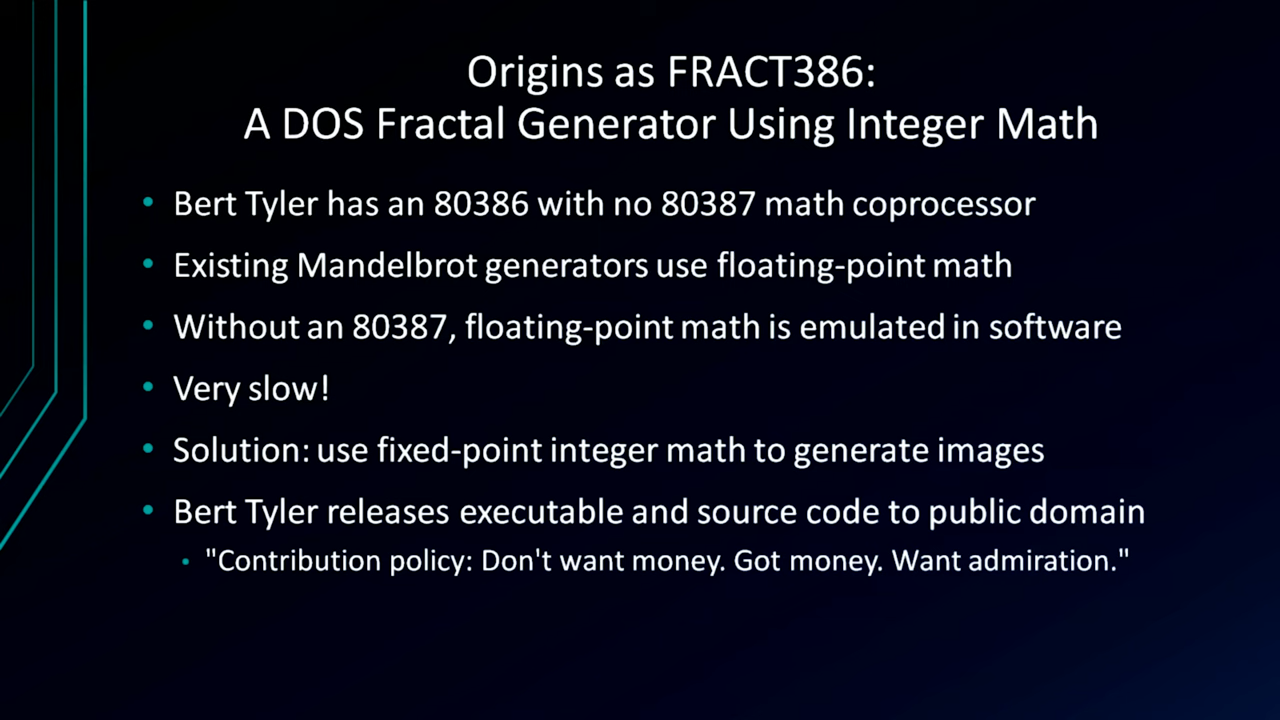 Origins as FRACT386:
A DOS Fractal Generator Using Integer Math
• Bert Tyler has an 80386 with no 80387 math coprocessor
• Existing Mandelbrot generators use floating-point math
• Without an 80387, floating-point math is emulated in software
• Very slow!
• Solution: use fixed-point integer math to generate images
• Bert Tyler releases executable and source code to public domain
• "Contribution policy: Don't want money. Got money. Want admiration."